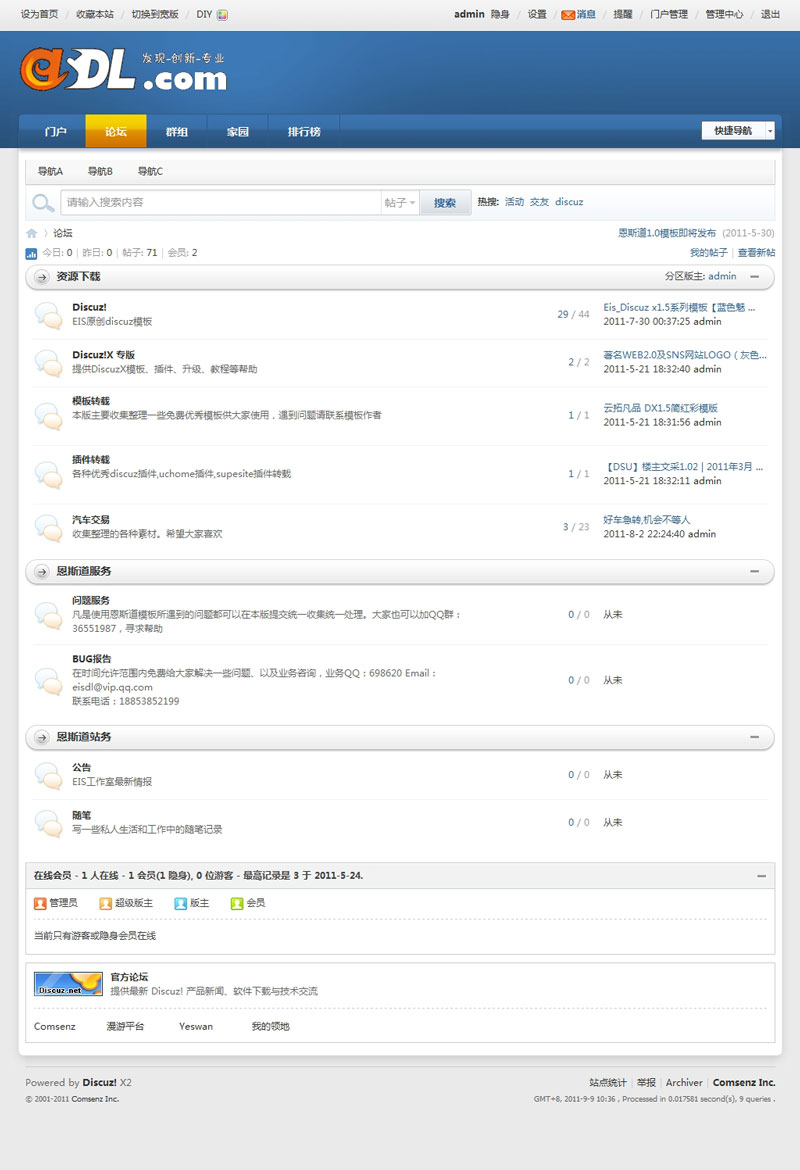 设为首页 / 收藏本站 / 切换到宽版 / DIY
admin 隐身 / 设置 / 消息 / 提醒 / 门户管理 / 管理中心 / 退出
发现-创新-专业
DL.com
门户 论坛 群组 家园 排行榜 快捷导航
导航A 导航B 导航C
请输入搜索内容 帖子 搜索 热搜: 活动 交友 discuz
论坛 恩斯道1.0模板即将发布 (2011-5-30)
今日: 0 | 昨日: 0 | 帖子: 71 | 会员: 2 我的帖子 | 查看新帖
资源下载 分区版主: admin
Discuz!
EIS原创discuz模板
29 / 44
Eis_Discuz x1.5系列模板【蓝色魅 ...
2011-7-30 00:37:25 admin
Discuz!X 专版
提供DiscuzX模板、插件、升级、教程等帮助
2 / 2
著名WEB2.0及SNS网站LOGO（灰色...
2011-5-21 18:32:40 admin
模板转载
本版主要收集整理一些免费优秀模板供大家使用，遇到问题请联系模板作者
1 / 1
云拓凡品 DX1.5简红彩模版
2011-5-21 18:31:56 admin
插件转载
各种优秀discuz插件,uchome插件,supesite插件转载
1 / 1
【DSU】楼主文采1.02 | 2011年3月 ...
2011-5-21 18:32:11 admin
汽车交易
收集整理的各种素材。希望大家喜欢
3 / 23
好车急转,机会不等人
2011-8-2 22:24:40 admin
恩斯道服务
问题服务
凡是使用恩斯道模板所遇到的问题都可以在本版提交统一收集统一处理。大家也可以加QQ群：
36551987，寻求帮助
0 / 0 从未
BUG报告
在时间允许范围内免费给大家解决一些问题、以及业务咨询，业务QQ：698620 Email：
eisdl@vip.qq.com
联系电话：18853852199
0 / 0 从未
恩斯道站务
公告
EIS工作室最新情报
0 / 0 从未
随笔
写一些私人生活和工作中的随笔记录
0 / 0 从未
在线会员 - 1 人在线 - 1 会员(1 隐身), 0 位游客 - 最高记录是 3 于 2011-5-24.
管理员 超级版主 版主 会员
当前只有游客或隐身会员在线
Discuz.net
官方论坛
提供最新 Discuz! 产品新闻、软件下载与技术交流
Comsenz 漫游平台 Yeswan 我的领地
Powered by Discuz! X2 站点统计 | 举报 | Archiver | Comsenz Inc.
© 2001-2011 Comsenz Inc. GMT+8, 2011-9-9 10:36 , Processed in 0.017581 second(s), 9 queries .